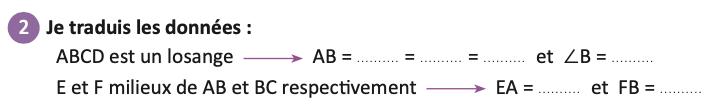 2 Je traduis les données :
ABCD est un losange ⟶ AB = .......... = .......... = .......... et ∠B = ..........
E et F milieux de AB et BC respectivement ⟶ EA = .......... et FB = ..........